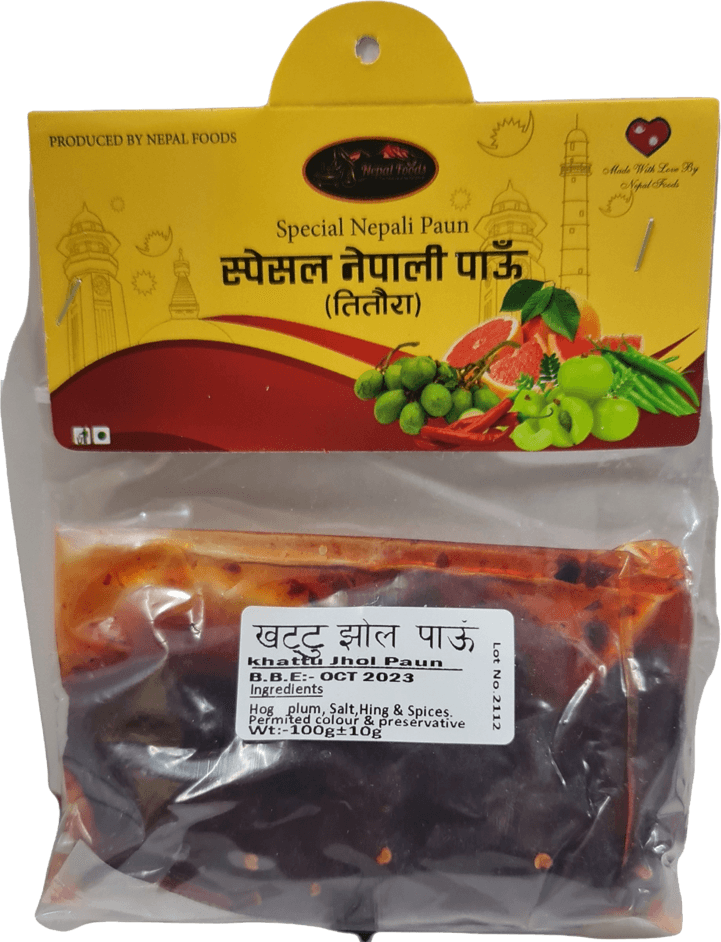 PRODUCED BY NEPAL FOODS
Nepal Foods
Made With Love By
Nepal Foods
Special Nepali Paun
स्पेसल नेपाली पाऊँ
(तितौरा)
खट्टु झोल पाऊँ
khattu Jhol Paun
B.B.E:- OCT 2023
Ingredients
Hog plum, Salt,Hing & Spices.
Permited colour & preservative
Wt:-100g±10g
Lot No.2112